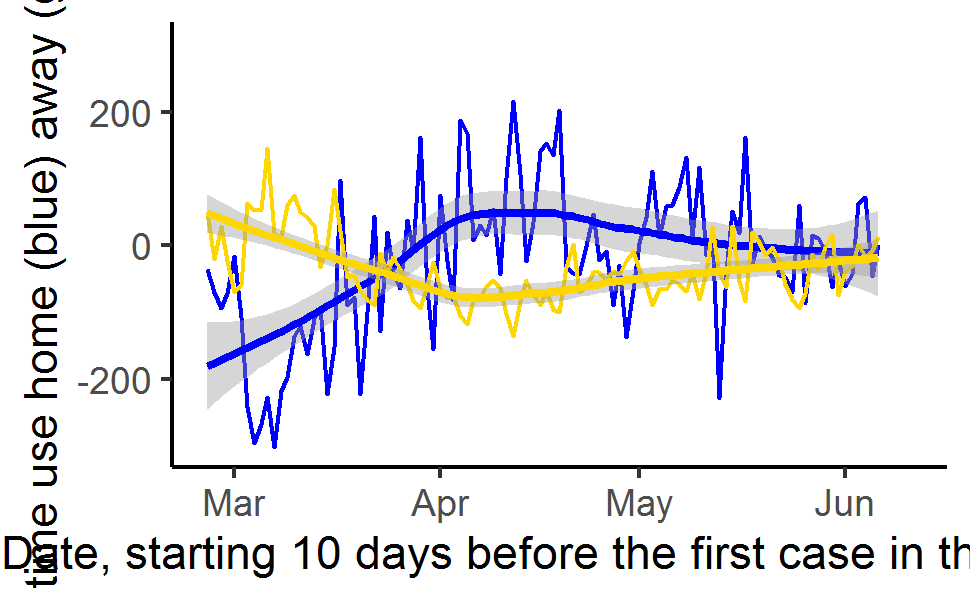 time use home (blue) away (
200
0
-200
Mar Apr May Jun
Date, starting 10 days before the first case in th